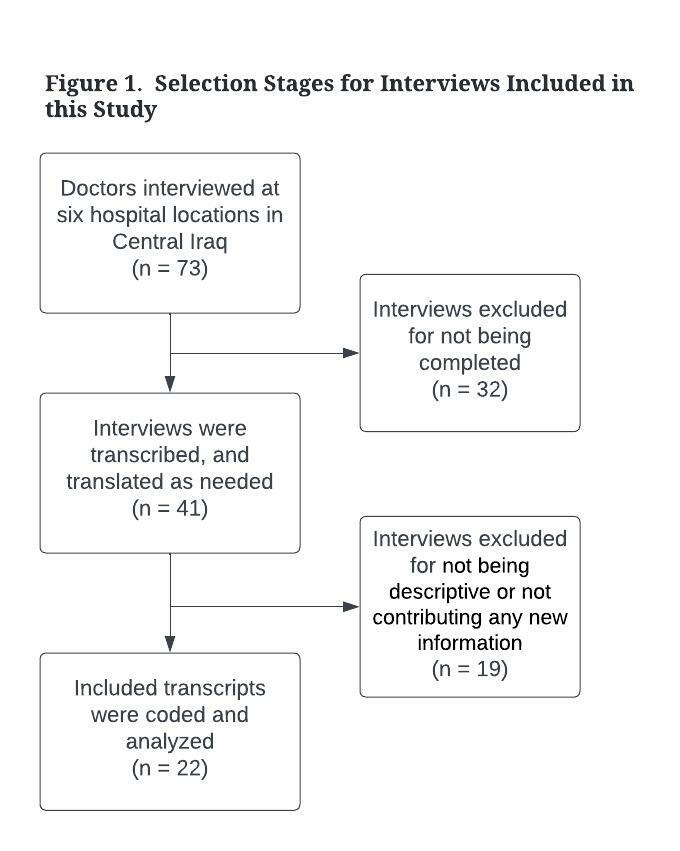 Figure 1.  Selection Stages for Interviews Included in
this Study
Doctors interviewed at
six hospital locations in
Central Iraq
(n = 73)
Interviews excluded
for not being
completed
(n = 32)
Interviews were
transcribed, and
translated as needed
(n = 41)
Interviews excluded
for not being
descriptive or not
contributing any new
information
(n = 19)
Included transcripts
were coded and
analyzed
(n = 22)